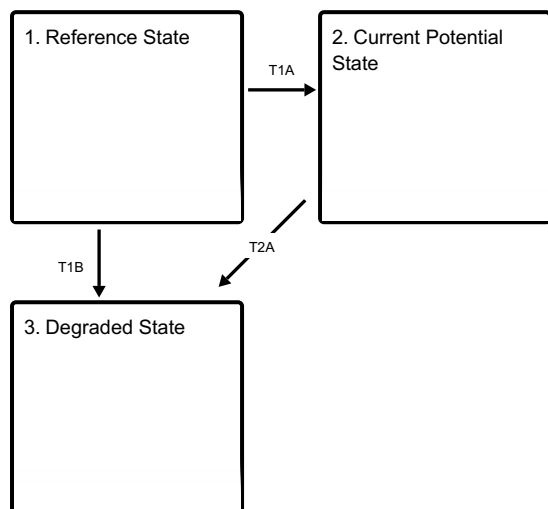 1. Reference State
2. Current Potential
State
T1A
T1B
T2A
3. Degraded State